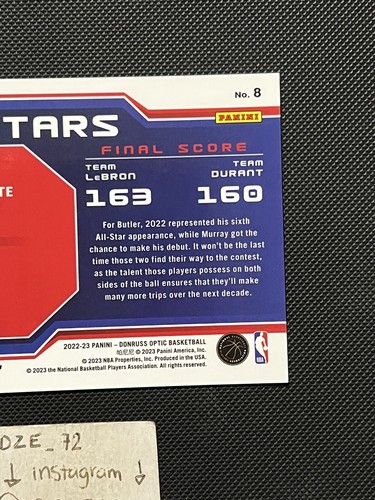 No. 8
PANINI
TARS
FINAL SCORE
TEAM LeBRON
TEAM DURANT
163
160
TE
For Butler, 2022 represented his sixth
All-Star appearance, while Murray got the
chance to make his debut. It won't be the last
time those two find their way to the contest,
as the talent those players possess on both
sides of the ball ensures that they'll make
many more trips over the next decade.
2022-23 PANINI – DONRUSS OPTIC BASKETBALL
帕尼尼 © 2023 Panini America, Inc.
© 2023 NBA Properties, Inc. Produced in the USA.
© 2023 the National Basketball Players Association. All rights reserved.
NBA
DZE_72
↓ instagram ↓